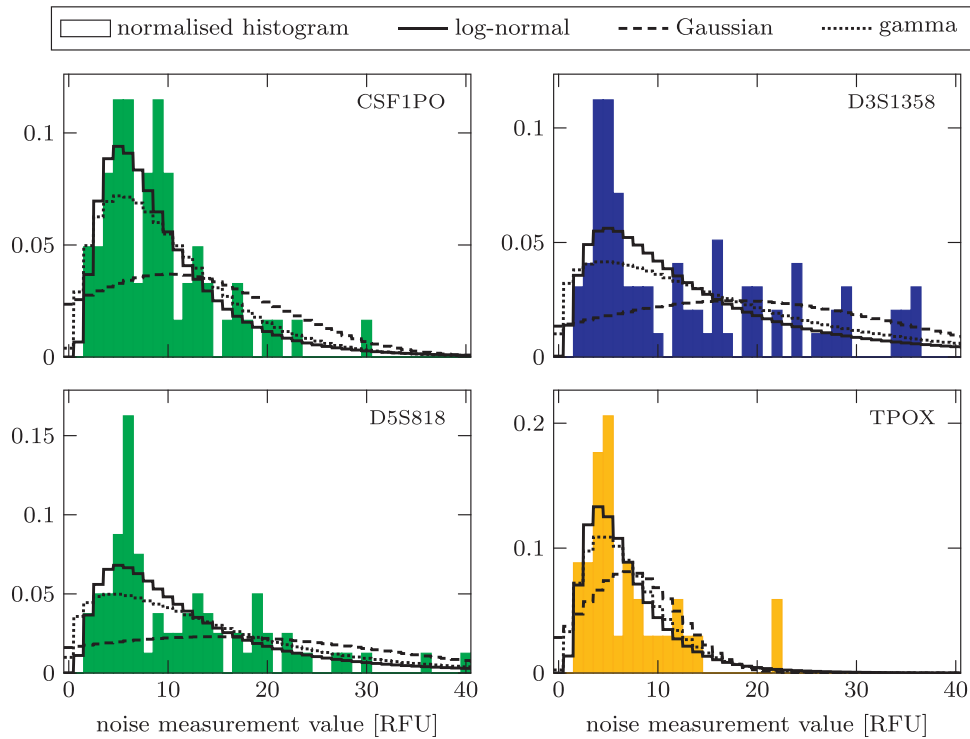 normalised histogram log-normal Gaussian gamma
CSF1PO
0.1
0.05
0
D3S1358
0.1
0.05
0
D5S818
0.15
0.1
0.05
0
0 10 20 30 40
noise measurement value [RFU]
TPOX
0.2
0.1
0
0 10 20 30 40
noise measurement value [RFU]